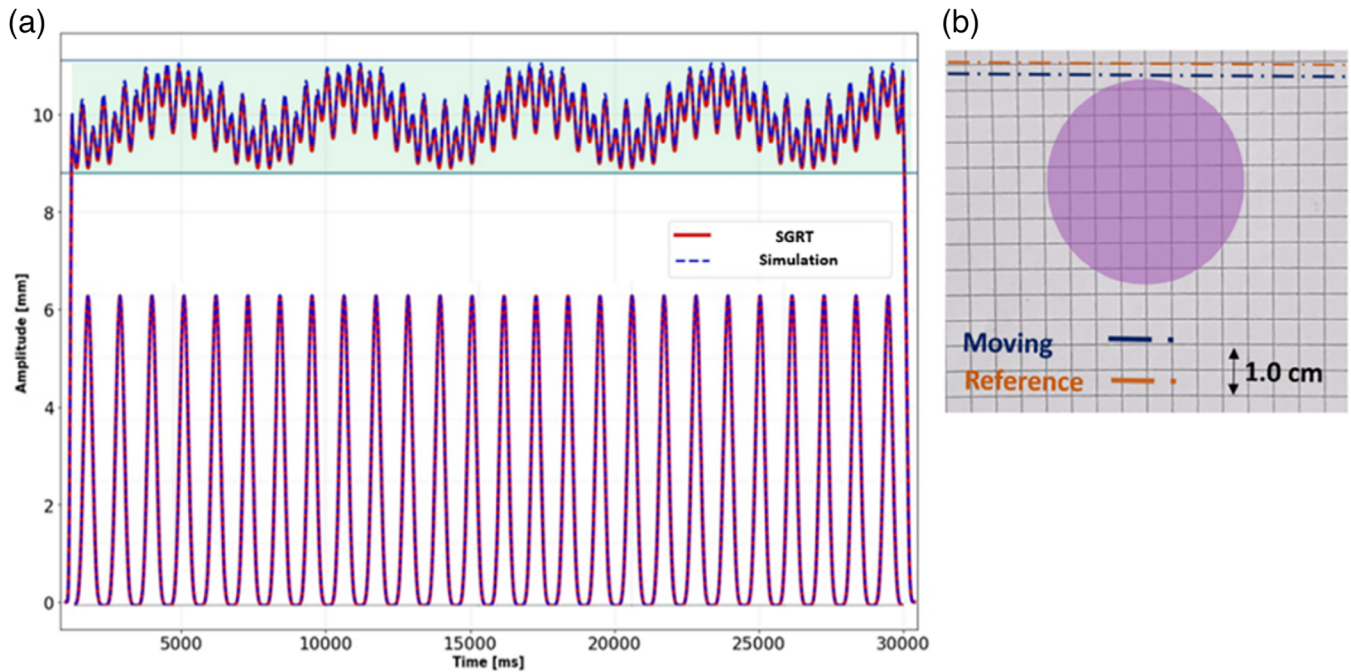 (a)
(b)
10
8
6
4
2
0
Amplitude [mm]
SGRT
Simulation
5000 10000 15000 20000 25000 30000
Time [ms]
Moving
Reference
1.0 cm